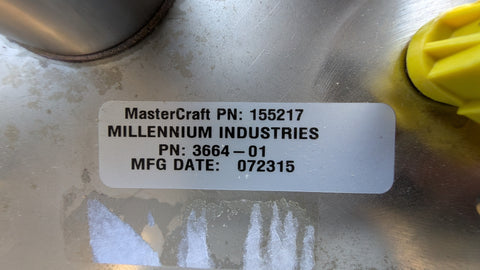 MasterCraft PN: 155217
MILLENNIUM INDUSTRIES
PN: 3664-01
MFG DATE: 072315